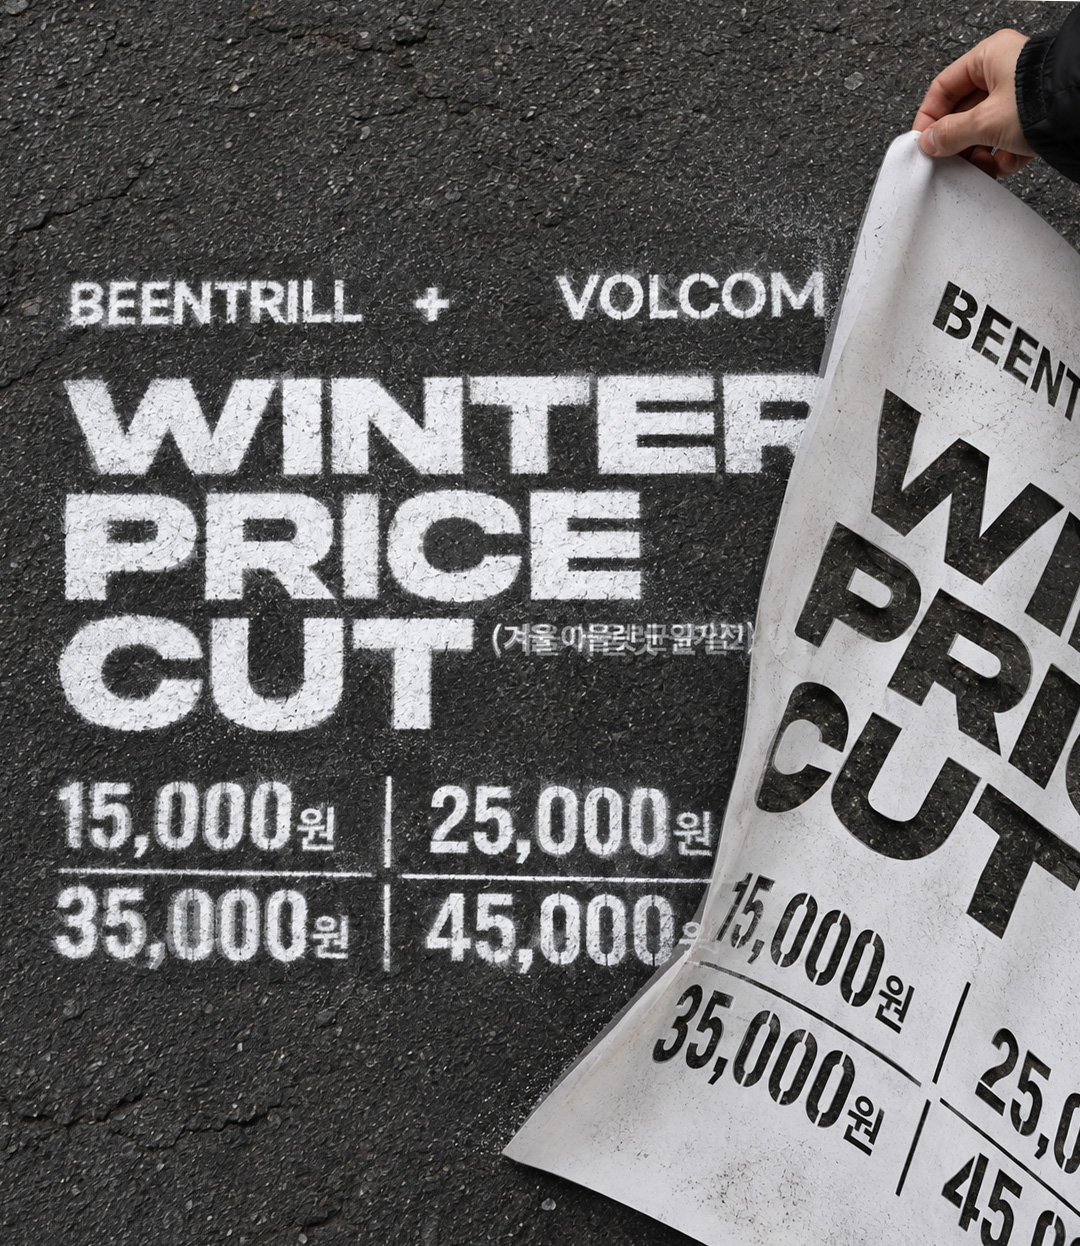 BEENTRILL + VOLCOM
WINTER
PRICE
CUT
15,000원 25,000원
35,000원 45,000
BEENT
WI
PRI
CUT
15,000원
25,0
35,000원
45,0